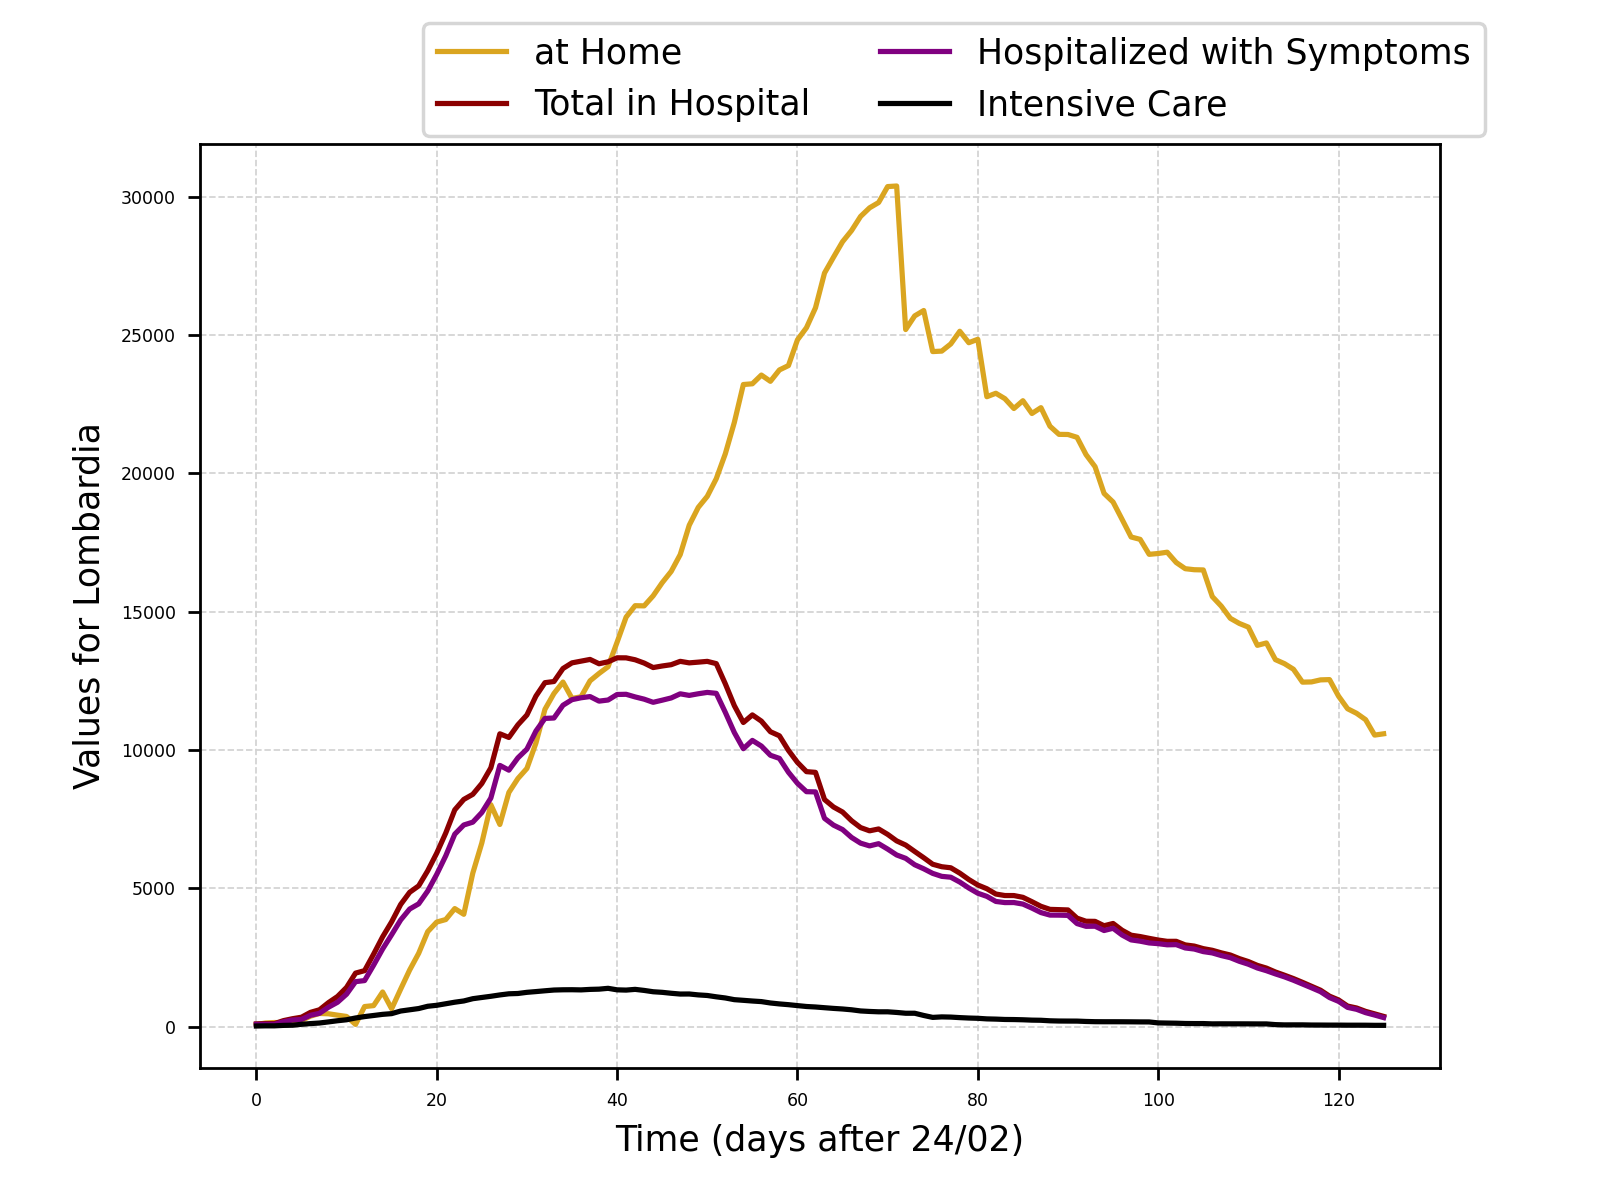 at Home
Total in Hospital
Hospitalized with Symptoms
Intensive Care
Values for Lombardia
30000
25000
20000
15000
10000
5000
0
0 20 40 60 80 100 120
Time (days after 24/02)